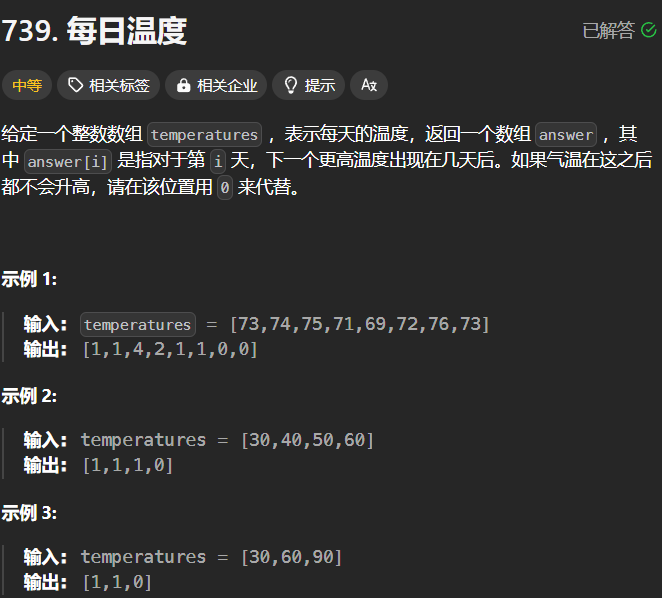 739. 每日温度
已解答
中等 相关标签 相关企业 提示 Aあ
给定一个整数数组 temperatures ，表示每天的温度，返回一个数组 answer ，其
中 answer[i] 是指对于第 i 天，下一个更高温度出现在几天后。如果气温在这之后
都不会升高，请在该位置用 0 来代替。
示例 1:
输入: temperatures = [73,74,75,71,69,72,76,73]
输出: [1,1,4,2,1,1,0,0]
示例 2:
输入: temperatures = [30,40,50,60]
输出: [1,1,1,0]
示例 3:
输入: temperatures = [30,60,90]
输出: [1,1,0]